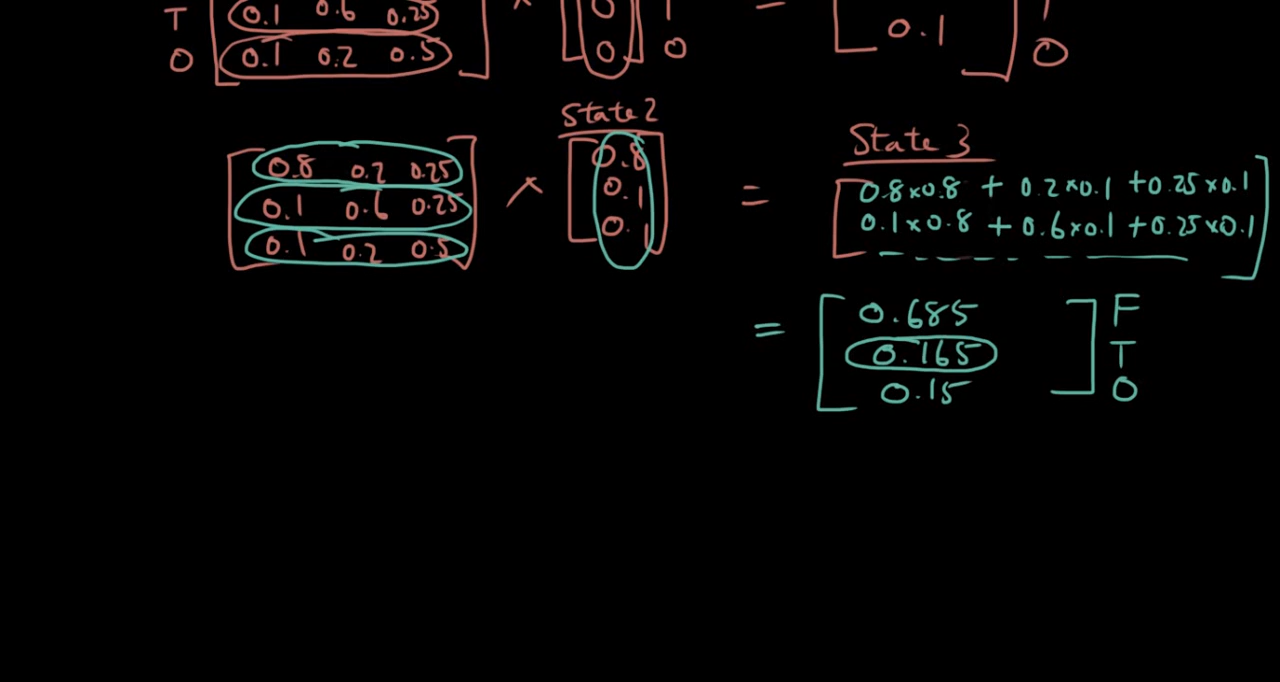 T 0.1 0.6 0.25 × 0 T =
O 0.1 0.2 0.5 0 O 0.1 O
State 2
State 3
0.8 0.2 0.25 0.8 0.8×0.8 + 0.2×0.1 + 0.25×0.1
0.1 0.6 0.25 × 0.1 = 0.1×0.8 + 0.6×0.1 + 0.25×0.1
0.1 0.2 0.5 0.1 - - - - - -
= 0.685 F
0.165 T
0.15 O